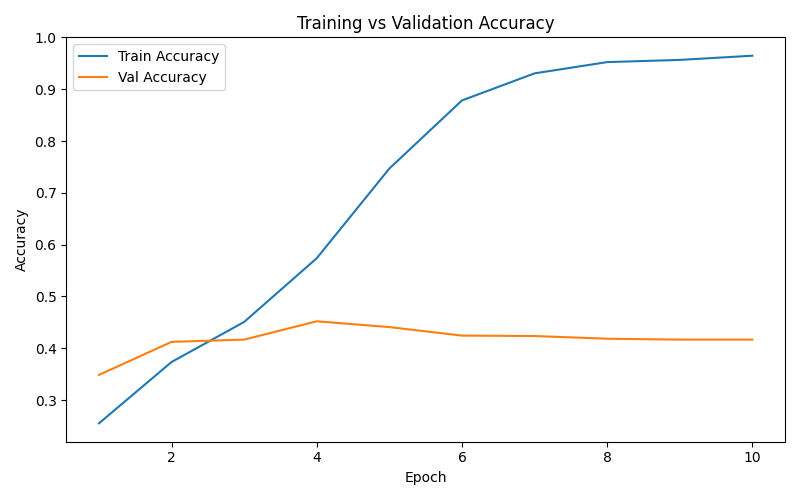 Training vs Validation Accuracy
1.0
Train Accuracy
Val Accuracy
0.9
0.8
0.7
0.6
0.5
0.4
0.3
Accuracy
2 4 6 8 10
Epoch